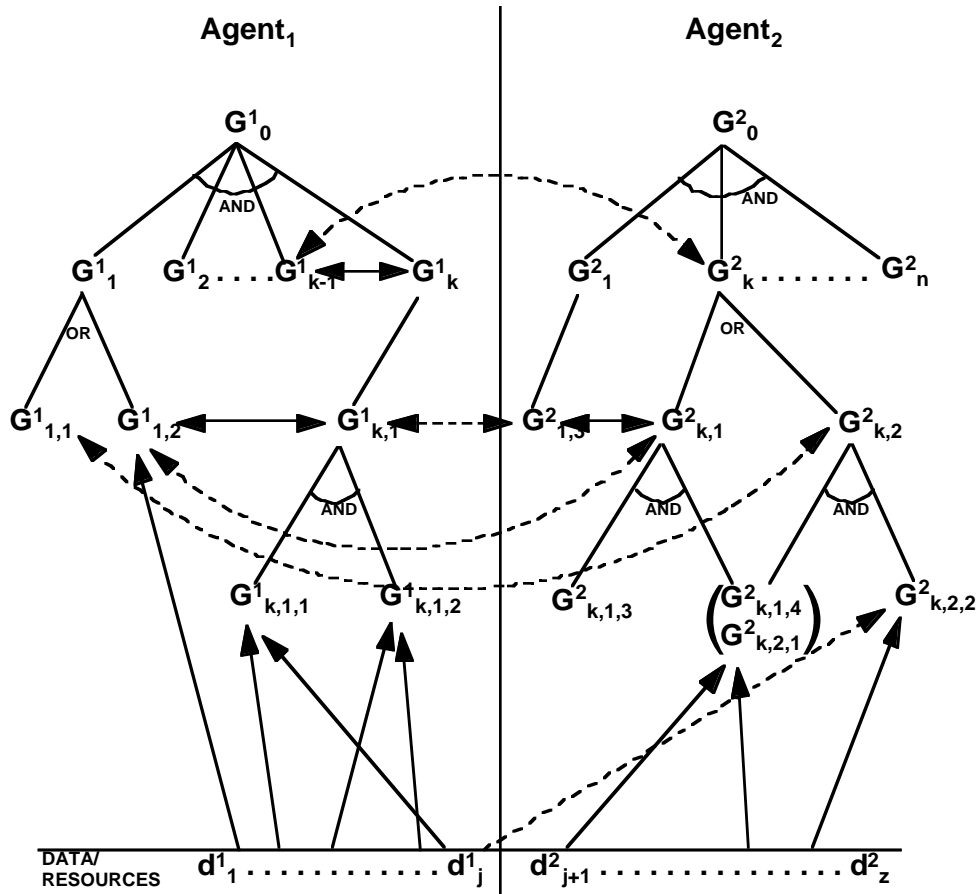 Agent₁ Agent₂
G¹₀ G²₀
AND AND
G¹₁ G¹₂ . . . . . G¹ₖ₋₁ G¹ₖ G²₁ G²ₖ . . . . . . . . G²ₙ
OR OR
G¹₁,₁ G¹₁,₂ G¹ₖ,₁ G²₁,₃ G²ₖ,₁ G²ₖ,₂
AND AND AND
G¹ₖ,₁,₁ G¹ₖ,₁,₂ G²ₖ,₁,₃ (G²ₖ,₁,₄ G²ₖ,₂,₂
G²ₖ,₂,₁)
DATA/
RESOURCES d¹₁ . . . . . . . . . . . . d¹ⱼ d²ⱼ₊₁ . . . . . . . . . . . . . . . d²z